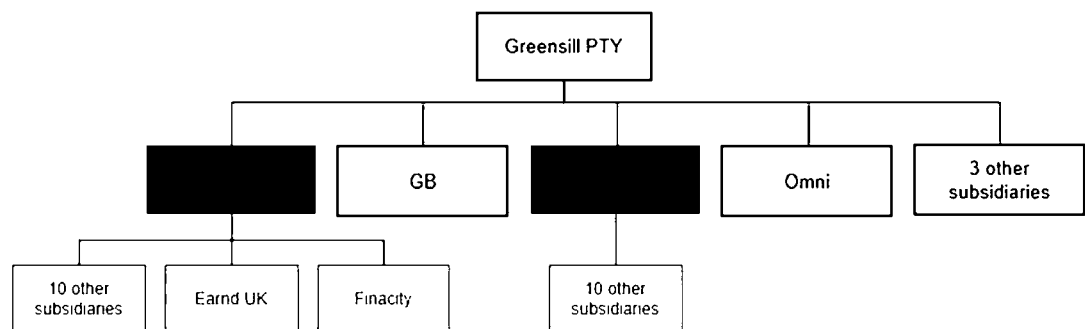 Greensill PTY
GB
Omni
3 other
subsidiaries
10 other
subsidiaries
Earnd UK
Finacity
10 other
subsidiaries